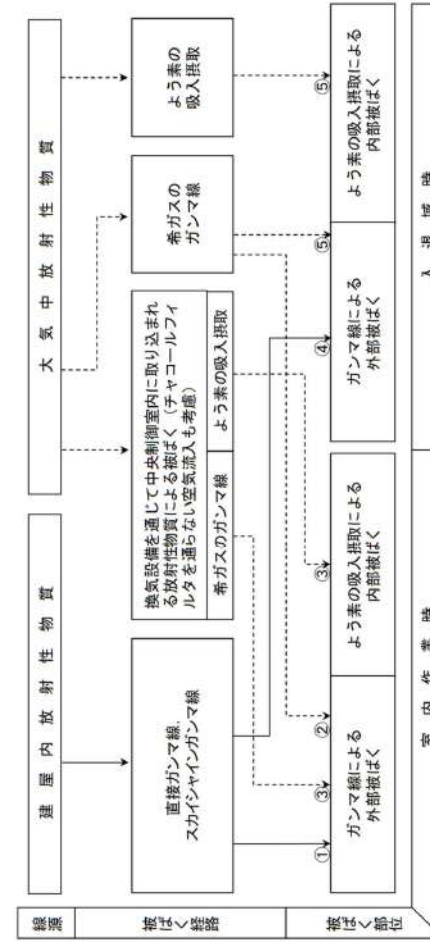 線源
建屋内放射性物質
大気中放射性物質
被ばく経路
直接ガンマ線,
スカイシャインガンマ線
換気設備を通じて中央制御室内に取り込まれ
る放射性物質による被ばく（チャコールフィ
ルタを通らない空気流入も考慮）
希ガスのガンマ線
よう素の吸入摂取
希ガスの
ガンマ線
よう素の
吸入摂取
被ばく部位
①
③
②
③
④
⑤
⑤
ガンマ線による
外部被ばく
よう素の吸入摂取による
内部被ばく
ガンマ線による
外部被ばく
よう素の吸入摂取による
内部被ばく
室内作業時
入退域時